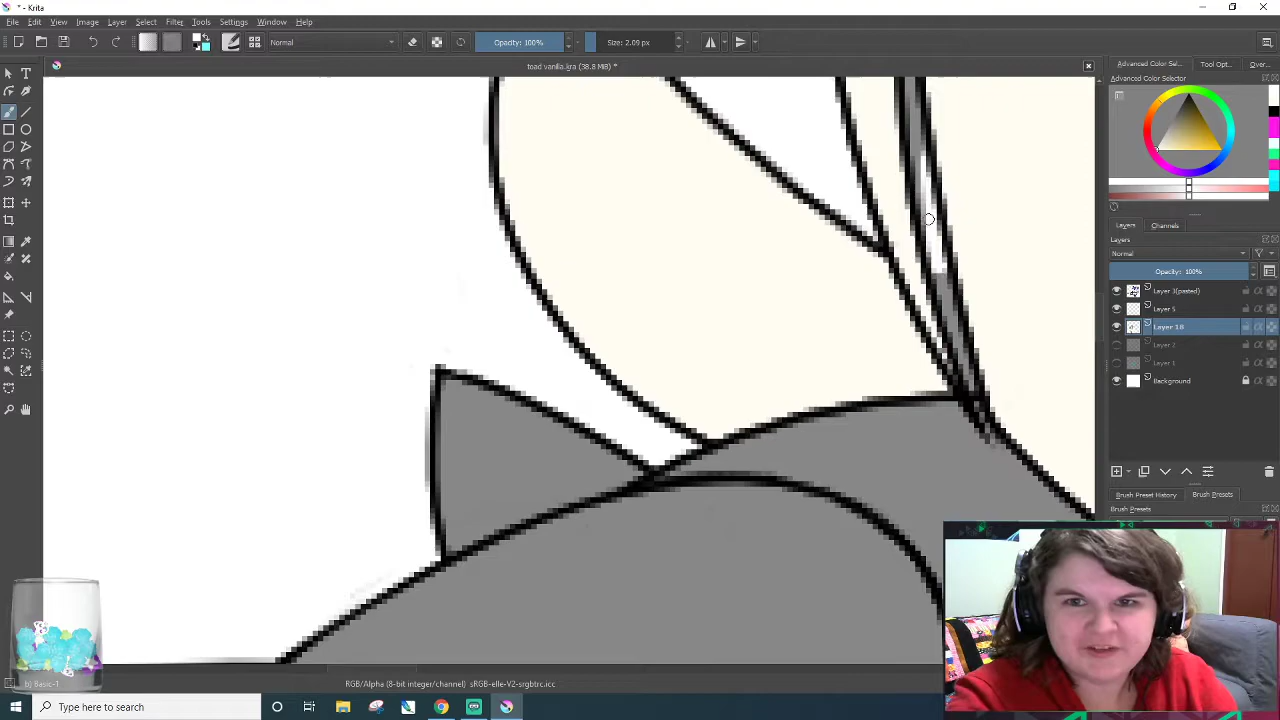 * - Krita
File Edit View Image Layer Select Filter Tools Settings Window Help
Normal Opacity: 100% Size: 2.09 px
toad vanilla.kra (38.8 MiB) *
Advanced Color Sel... Tool Opt... Over...
Advanced Color Selector
Layers Channels
Layers
Normal
Opacity: 100%
Layer 3(pasted)
Layer 5
Layer 18
Layer 2
Layer 1
Background
Brush Preset History Brush Presets
Brush Presets
b) Basic-1 RGB/Alpha (8-bit integer/channel) sRGB-elle-V2-srgbtrc.icc
Type here to search